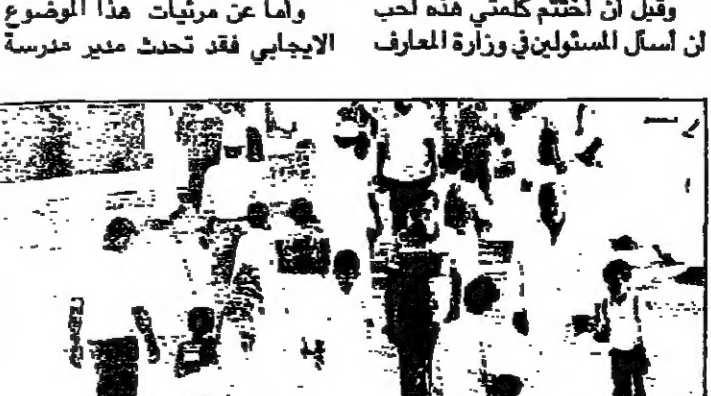 وقبل أن أختتم كلمتي هذه أحب
أن أسأل المسئولين في وزارة المعارف
وأما عن مرئيات هذا الموضوع
الايجابي فقد تحدث مدير مدرسة